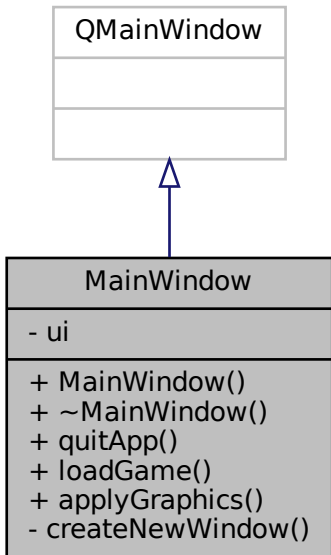 QMainWindow
MainWindow
- ui
+ MainWindow()
+ ~MainWindow()
+ quitApp()
+ loadGame()
+ applyGraphics()
- createNewWindow()